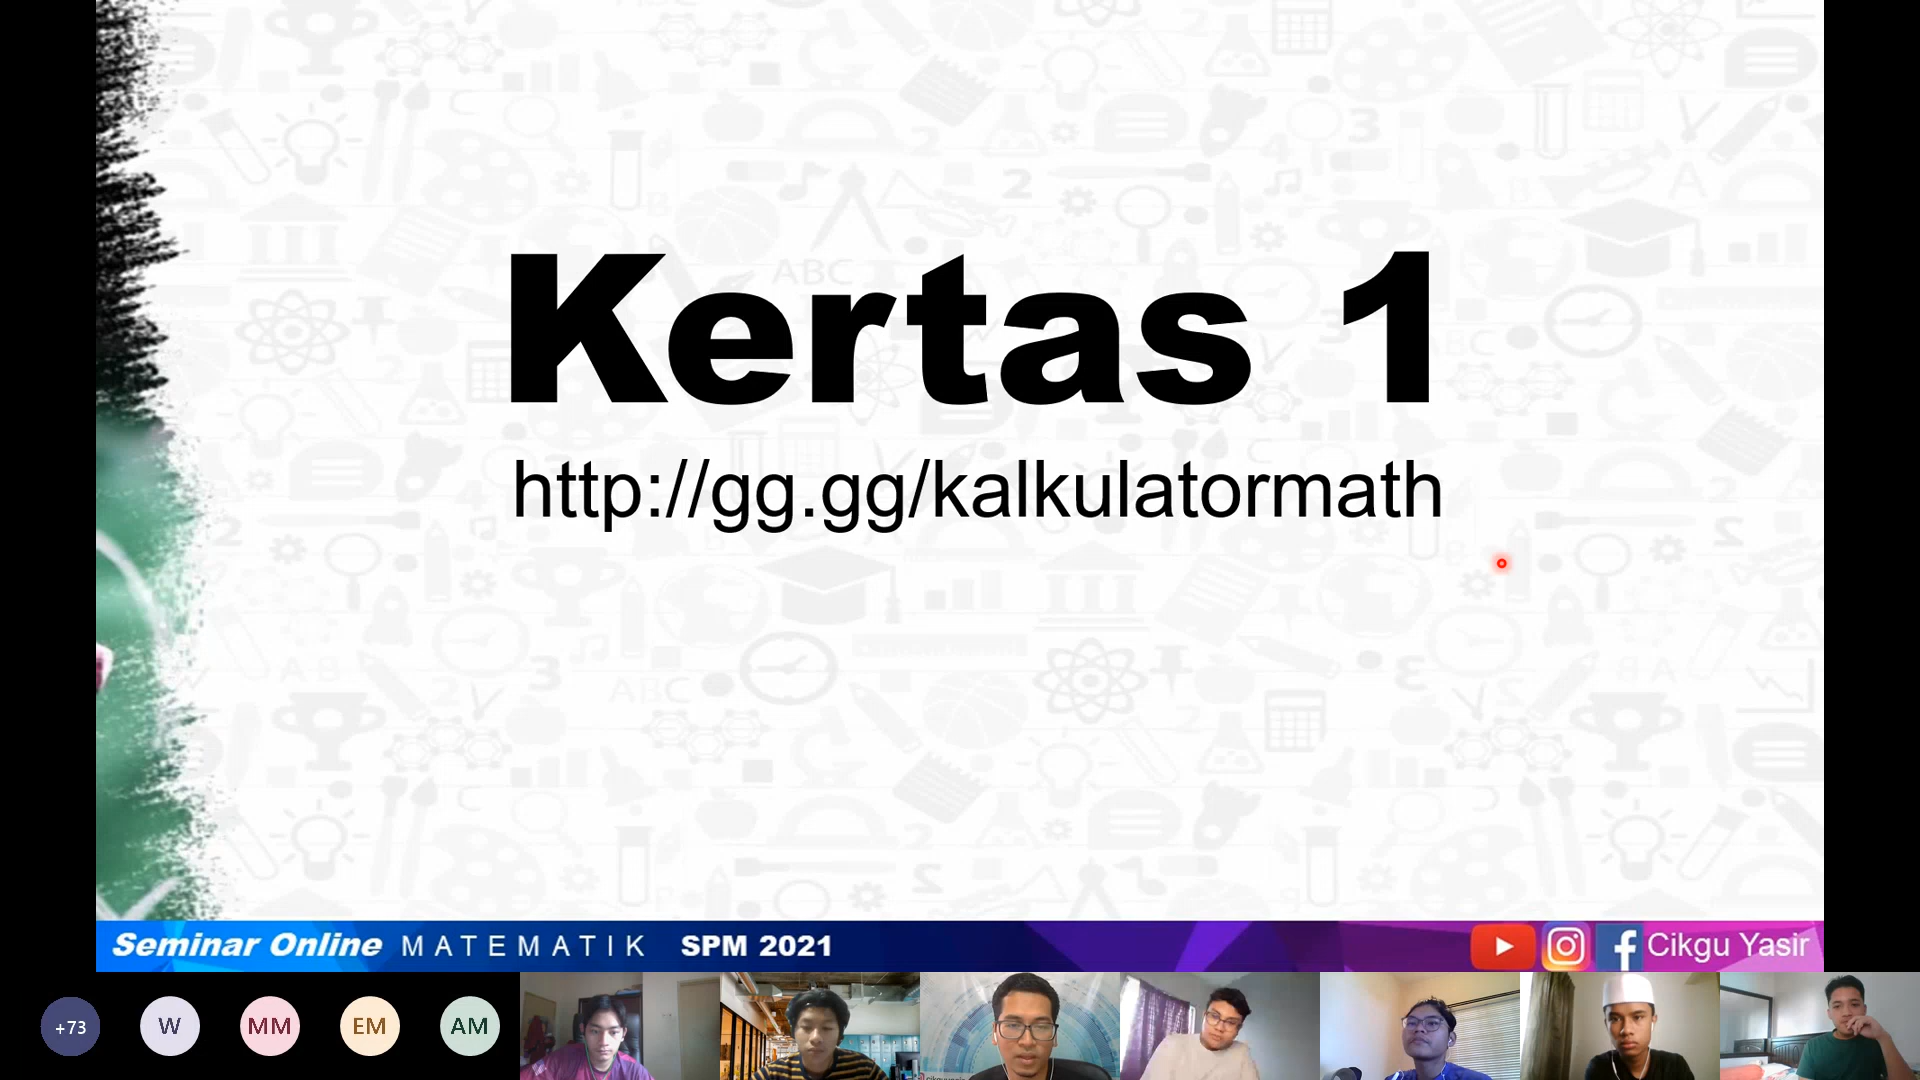 Kertas 1
http://gg.gg/kalkulatormath
Seminar Online MATEMATIK SPM 2021
Cikgu Yasir
+73
W
MM
EM
AM